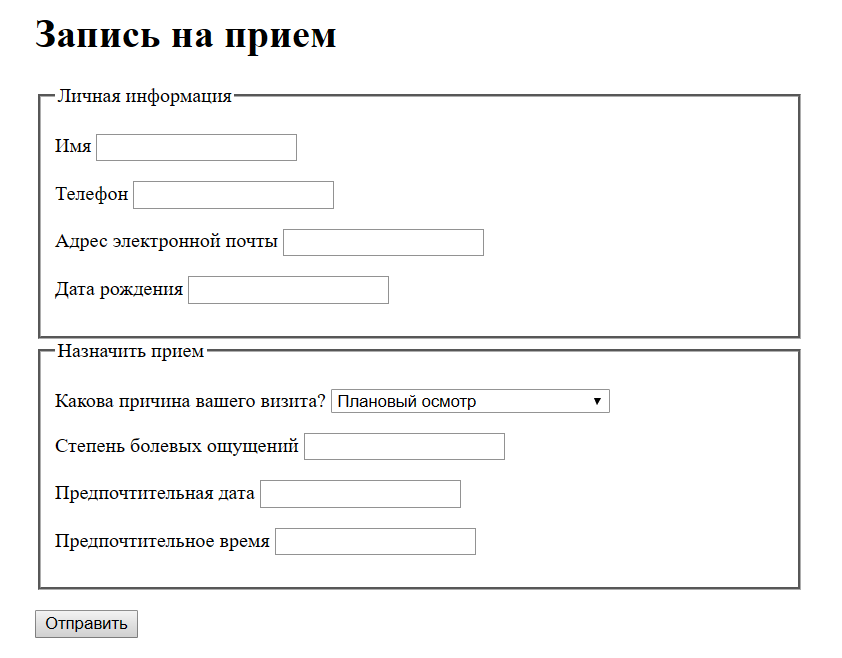 Запись на прием
Личная информация
Имя
Телефон
Адрес электронной почты
Дата рождения
Назначить прием
Какова причина вашего визита? Плановый осмотр
Степень болевых ощущений
Предпочтительная дата
Предпочтительное время
Отправить